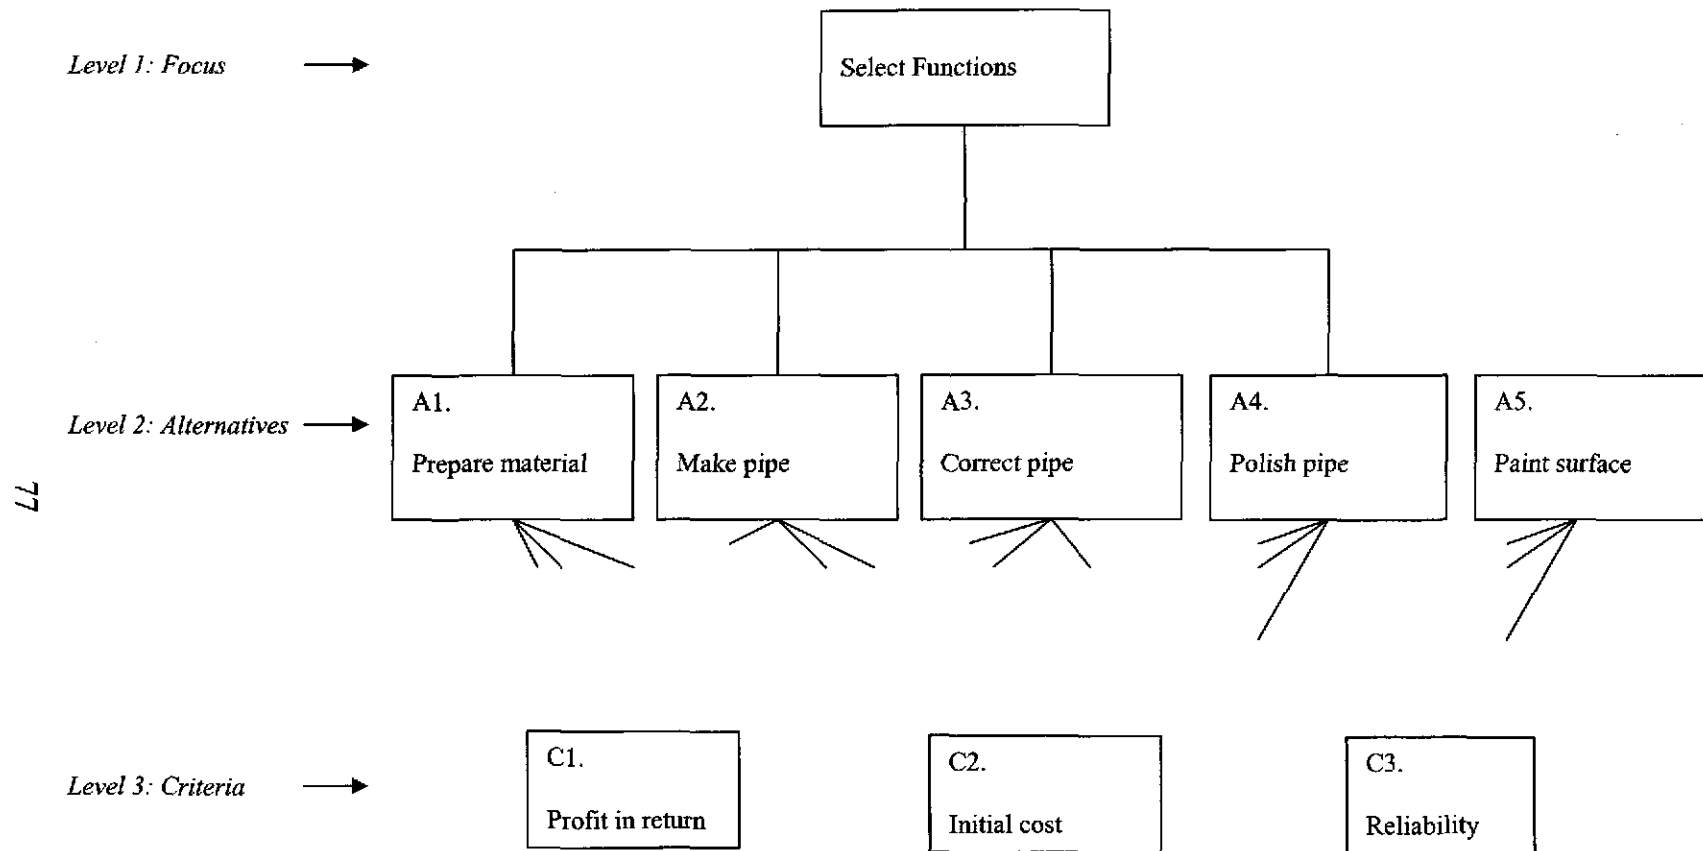 Level 1: Focus
Select Functions
Level 2: Alternatives
A1.
Prepare material
A2.
Make pipe
A3.
Correct pipe
A4.
Polish pipe
A5.
Paint surface
77
Level 3: Criteria
C1.
Profit in return
C2.
Initial cost
C3.
Reliability